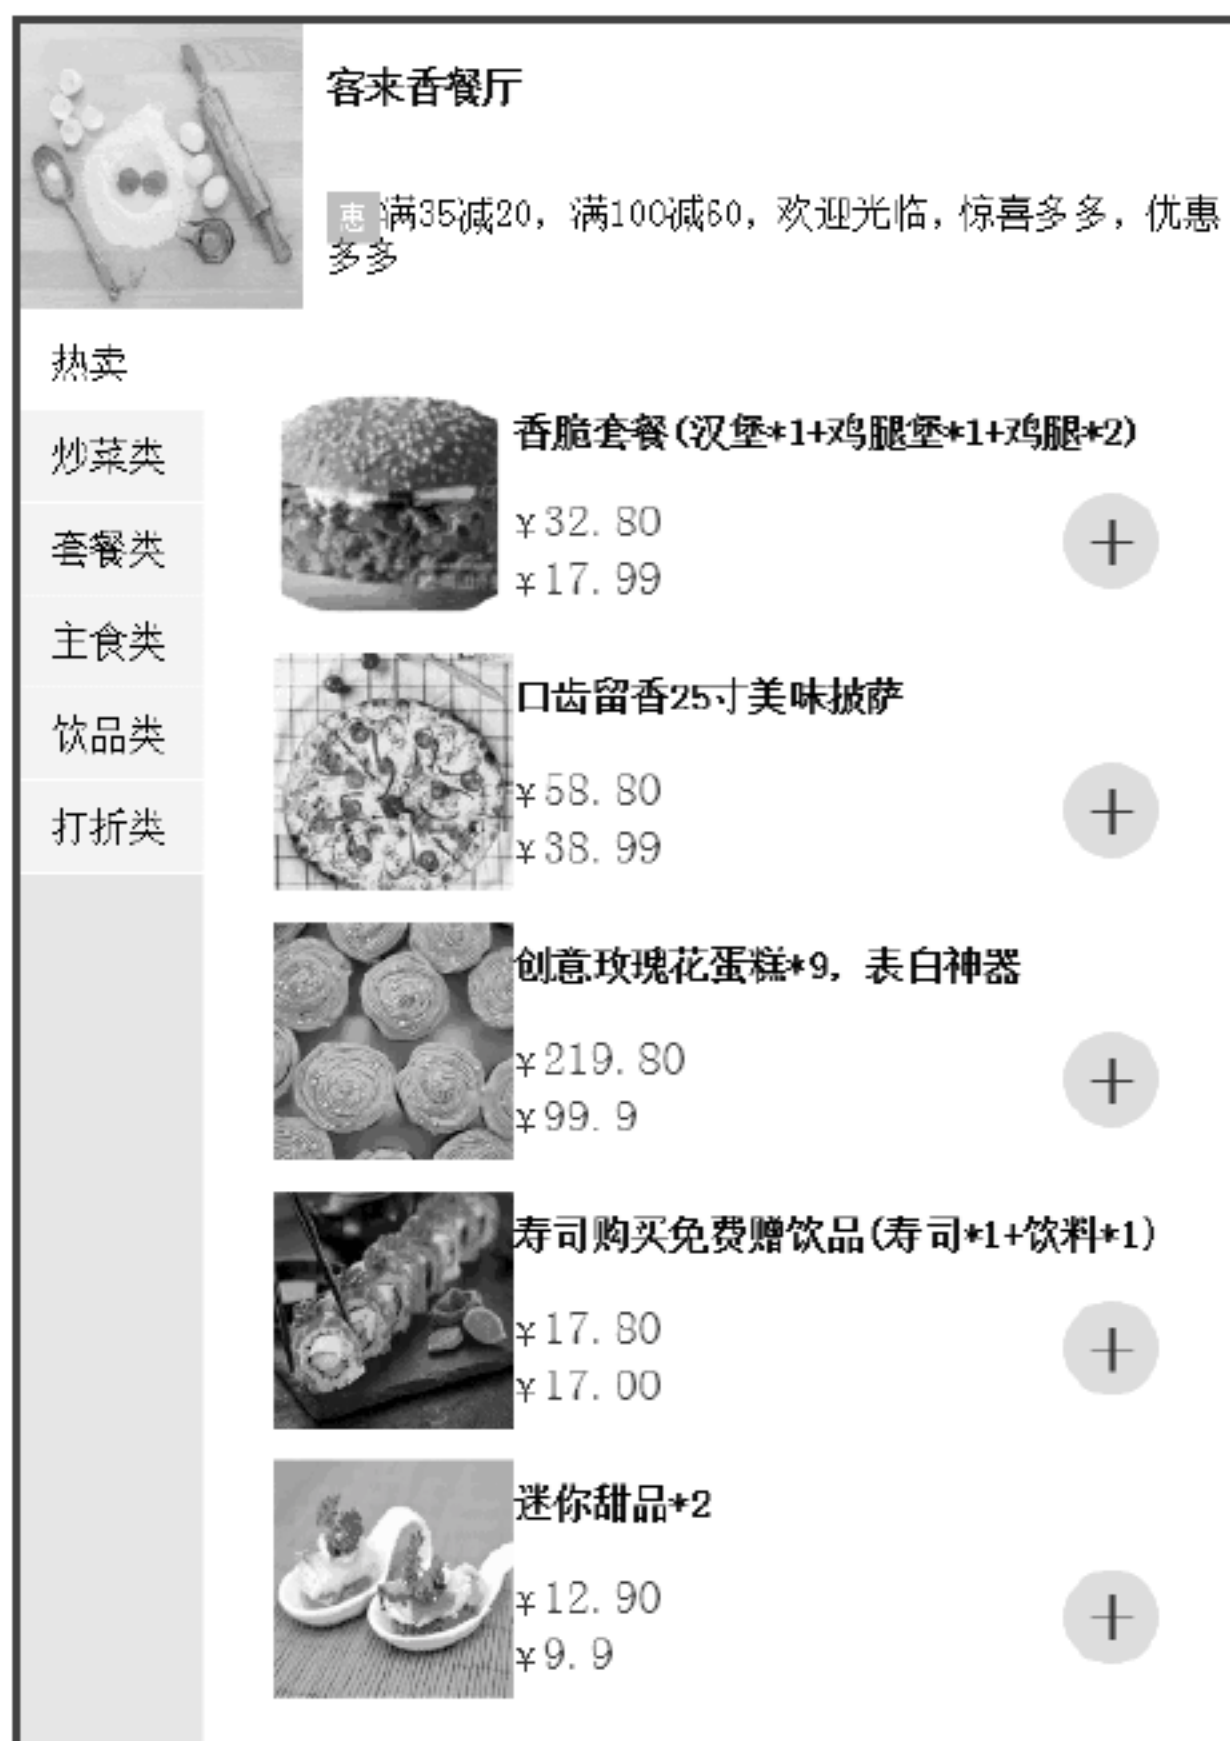 客来香餐厅
惠 满35减20，满100减60，欢迎光临，惊喜多多，优惠
多多
热卖
炒菜类
套餐类
主食类
饮品类
打折类
香脆套餐(汉堡*1+鸡腿堡*1+鸡腿*2)
¥32.80
¥17.99
口齿留香25寸美味披萨
¥58.80
¥38.99
创意玫瑰花蛋糕*9，表白神器
¥219.80
¥99.9
寿司购买免费赠饮品(寿司*1+饮料*1)
¥17.80
¥17.00
迷你甜品*2
¥12.90
¥9.9